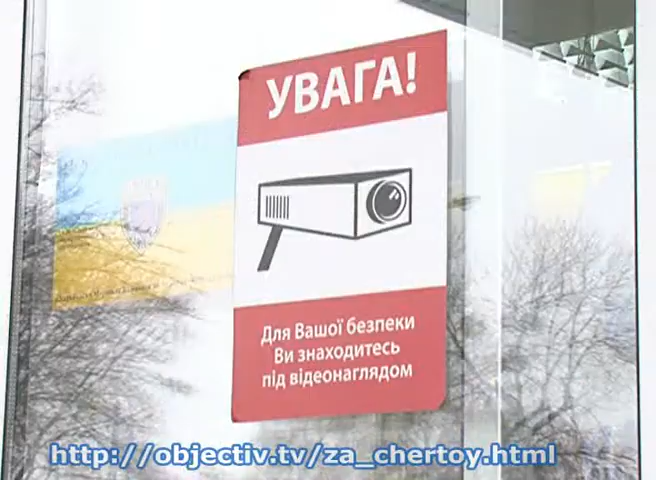 УВАГА!
Для Вашої безпеки
Ви знаходитесь
під відеонаглядом
http://objectiv.tv/za_chertoy.html